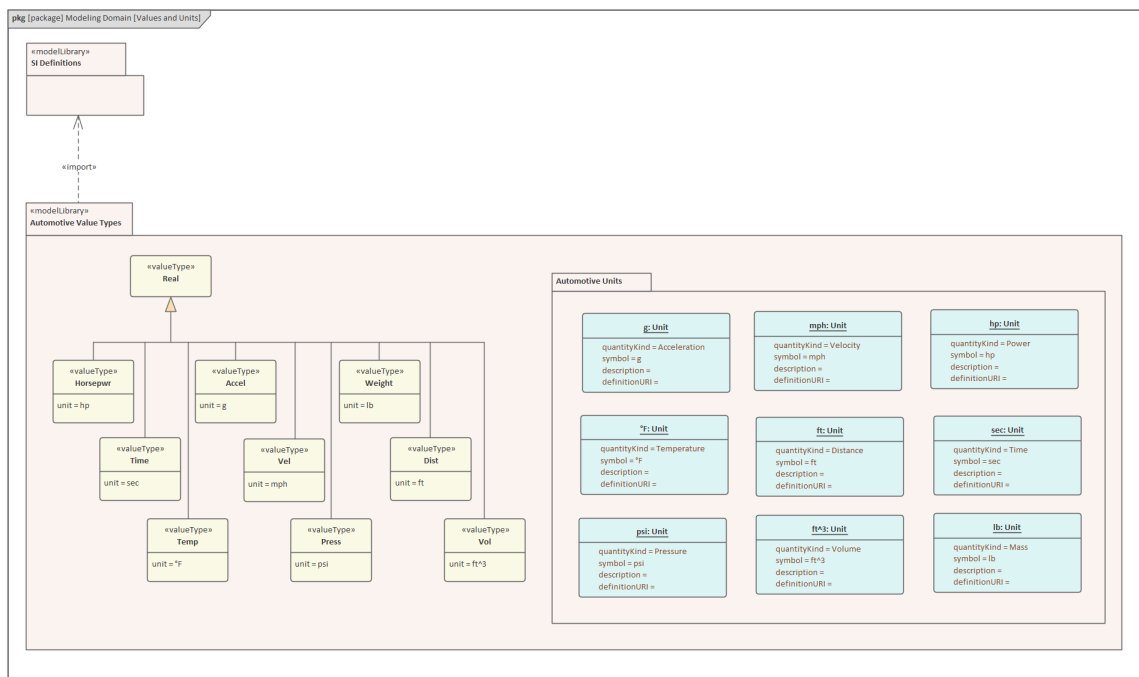 pkg [package] Modeling Domain [Values and Units]
«modelLibrary»
SI Definitions
«import»
«modelLibrary»
Automotive Value Types
«valueType»
Real
«valueType»
Horsepwr
unit = hp
«valueType»
Accel
unit = g
«valueType»
Weight
unit = lb
«valueType»
Time
unit = sec
«valueType»
Vel
unit = mph
«valueType»
Dist
unit = ft
«valueType»
Temp
unit = °F
«valueType»
Press
unit = psi
«valueType»
Vol
unit = ft^3
Automotive Units
g: Unit
quantityKind = Acceleration
symbol = g
description =
definitionURI =
mph: Unit
quantityKind = Velocity
symbol = mph
description =
definitionURI =
hp: Unit
quantityKind = Power
symbol = hp
description =
definitionURI =
°F: Unit
quantityKind = Temperature
symbol = °F
description =
definitionURI =
ft: Unit
quantityKind = Distance
symbol = ft
description =
definitionURI =
sec: Unit
quantityKind = Time
symbol = sec
description =
definitionURI =
psi: Unit
quantityKind = Pressure
symbol = psi
description =
definitionURI =
ft^3: Unit
quantityKind = Volume
symbol = ft^3
description =
definitionURI =
lb: Unit
quantityKind = Mass
symbol = lb
description =
definitionURI =